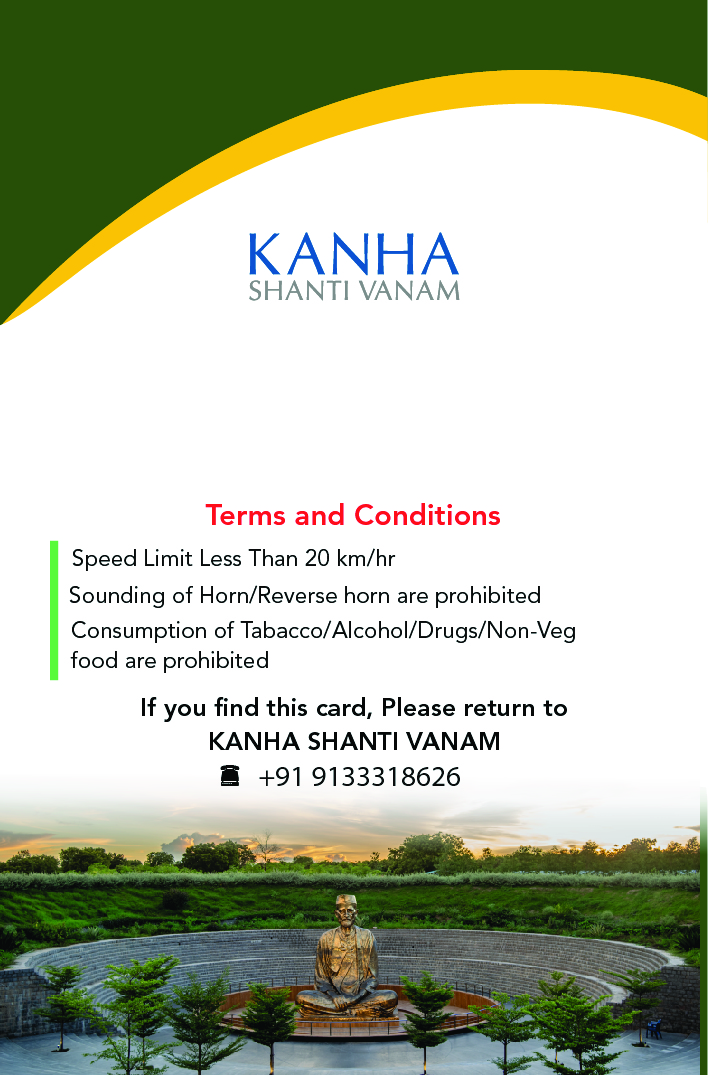 KANHA
SHANTI VANAM
Terms and Conditions
Speed Limit Less Than 20 km/hr
Sounding of Horn/Reverse horn are prohibited
Consumption of Tabacco/Alcohol/Drugs/Non-Veg
food are prohibited
If you find this card, Please return to
KANHA SHANTI VANAM
+91 9133318626